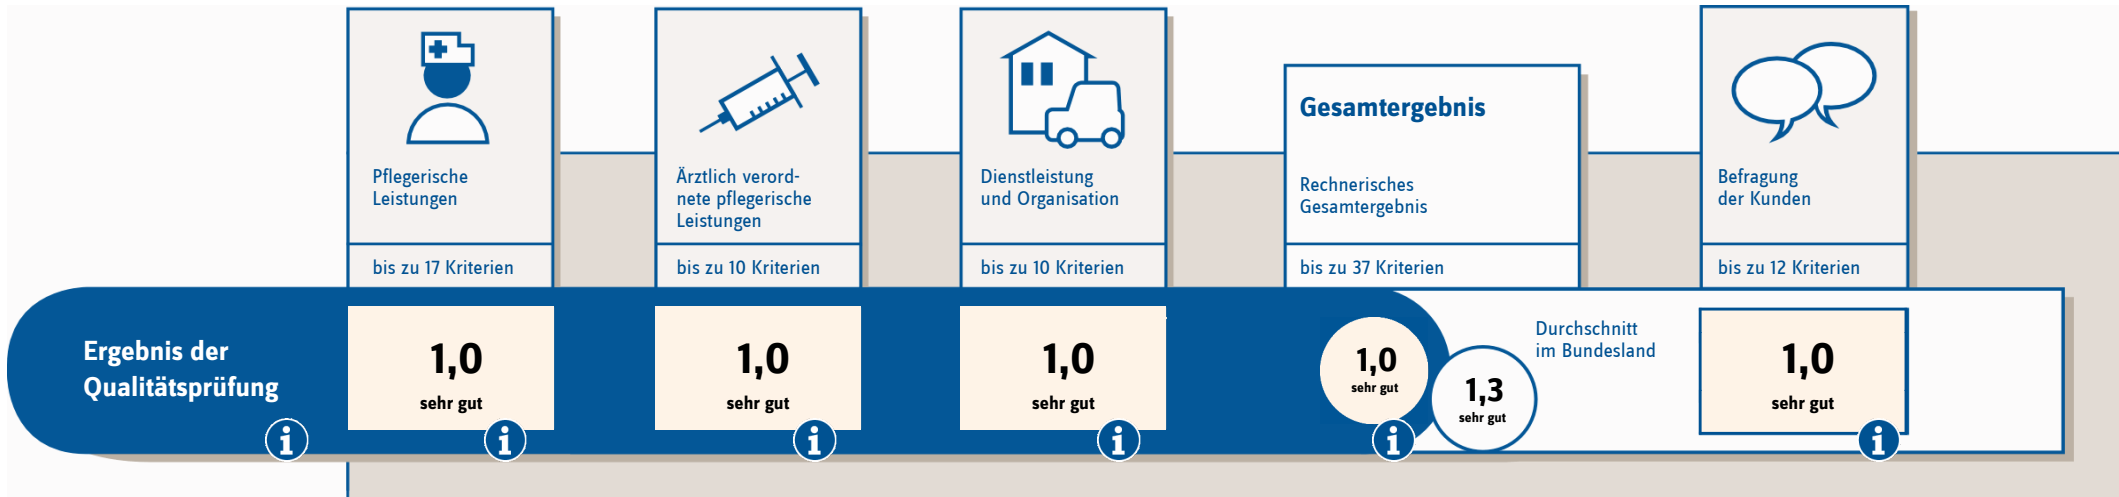 Pflegerische
Leistungen
bis zu 17 Kriterien
Ärztlich verord-
nete pflegerische
Leistungen
bis zu 10 Kriterien
Dienstleistung
und Organisation
bis zu 10 Kriterien
Gesamtergebnis
Rechnerisches
Gesamtergebnis
bis zu 37 Kriterien
Befragung
der Kunden
bis zu 12 Kriterien
Ergebnis der
Qualitätsprüfung
i
1,0
sehr gut
i
1,0
sehr gut
i
1,0
sehr gut
i
1,0
sehr gut
i
1,3
sehr gut
Durchschnitt
im Bundesland
1,0
sehr gut
i